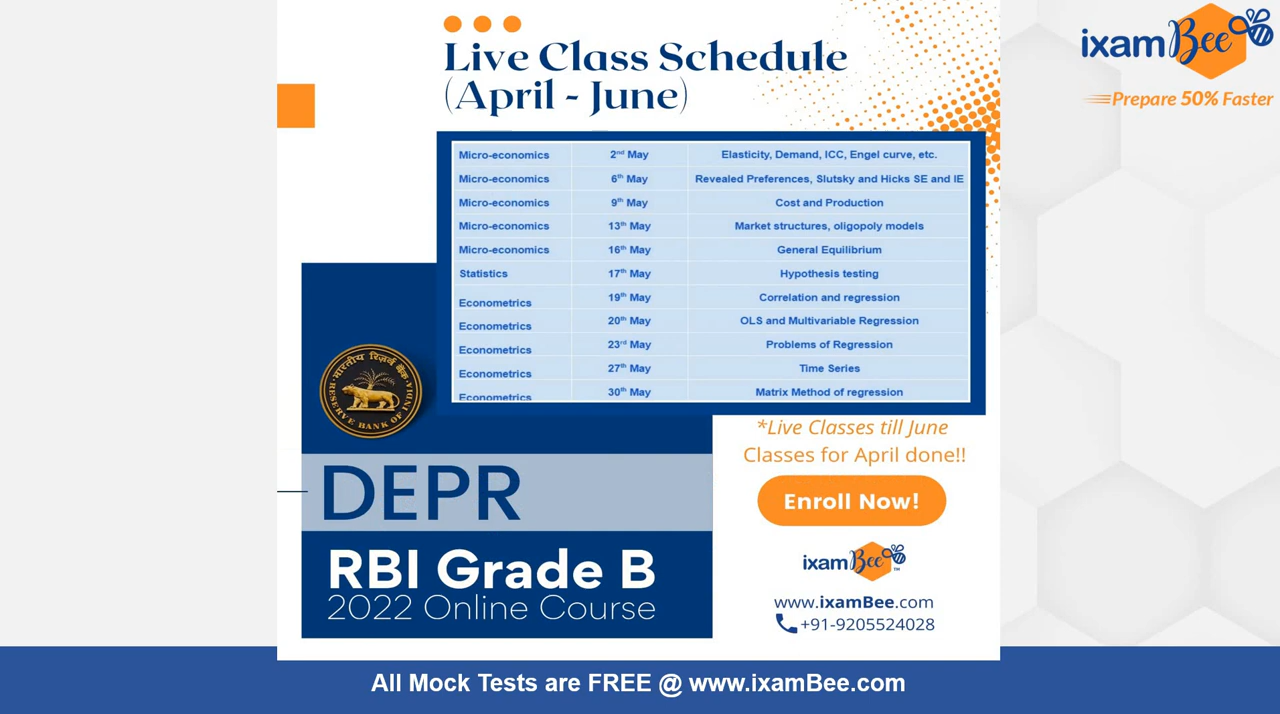 ixamBee
Prepare 50% Faster
Live Class Schedule
(April - June)
Micro-economics 2nd May Elasticity, Demand, ICC, Engel curve, etc.
Micro-economics 6th May Revealed Preferences, Slutsky and Hicks SE and IE
Micro-economics 9th May Cost and Production
Micro-economics 13th May Market structures, oligopoly models
Micro-economics 16th May General Equilibrium
Statistics 17th May Hypothesis testing
Econometrics 19th May Correlation and regression
Econometrics 20th May OLS and Multivariable Regression
Econometrics 23rd May Problems of Regression
Econometrics 27th May Time Series
Econometrics 30th May Matrix Method of regression
भारतीय रिज़र्व बैंक
RESERVE BANK OF INDIA
*Live Classes till June
Classes for April done!!
Enroll Now!
DEPR
RBI Grade B
2022 Online Course
ixamBee™
www.ixamBee.com
+91-9205524028
All Mock Tests are FREE @ www.ixamBee.com